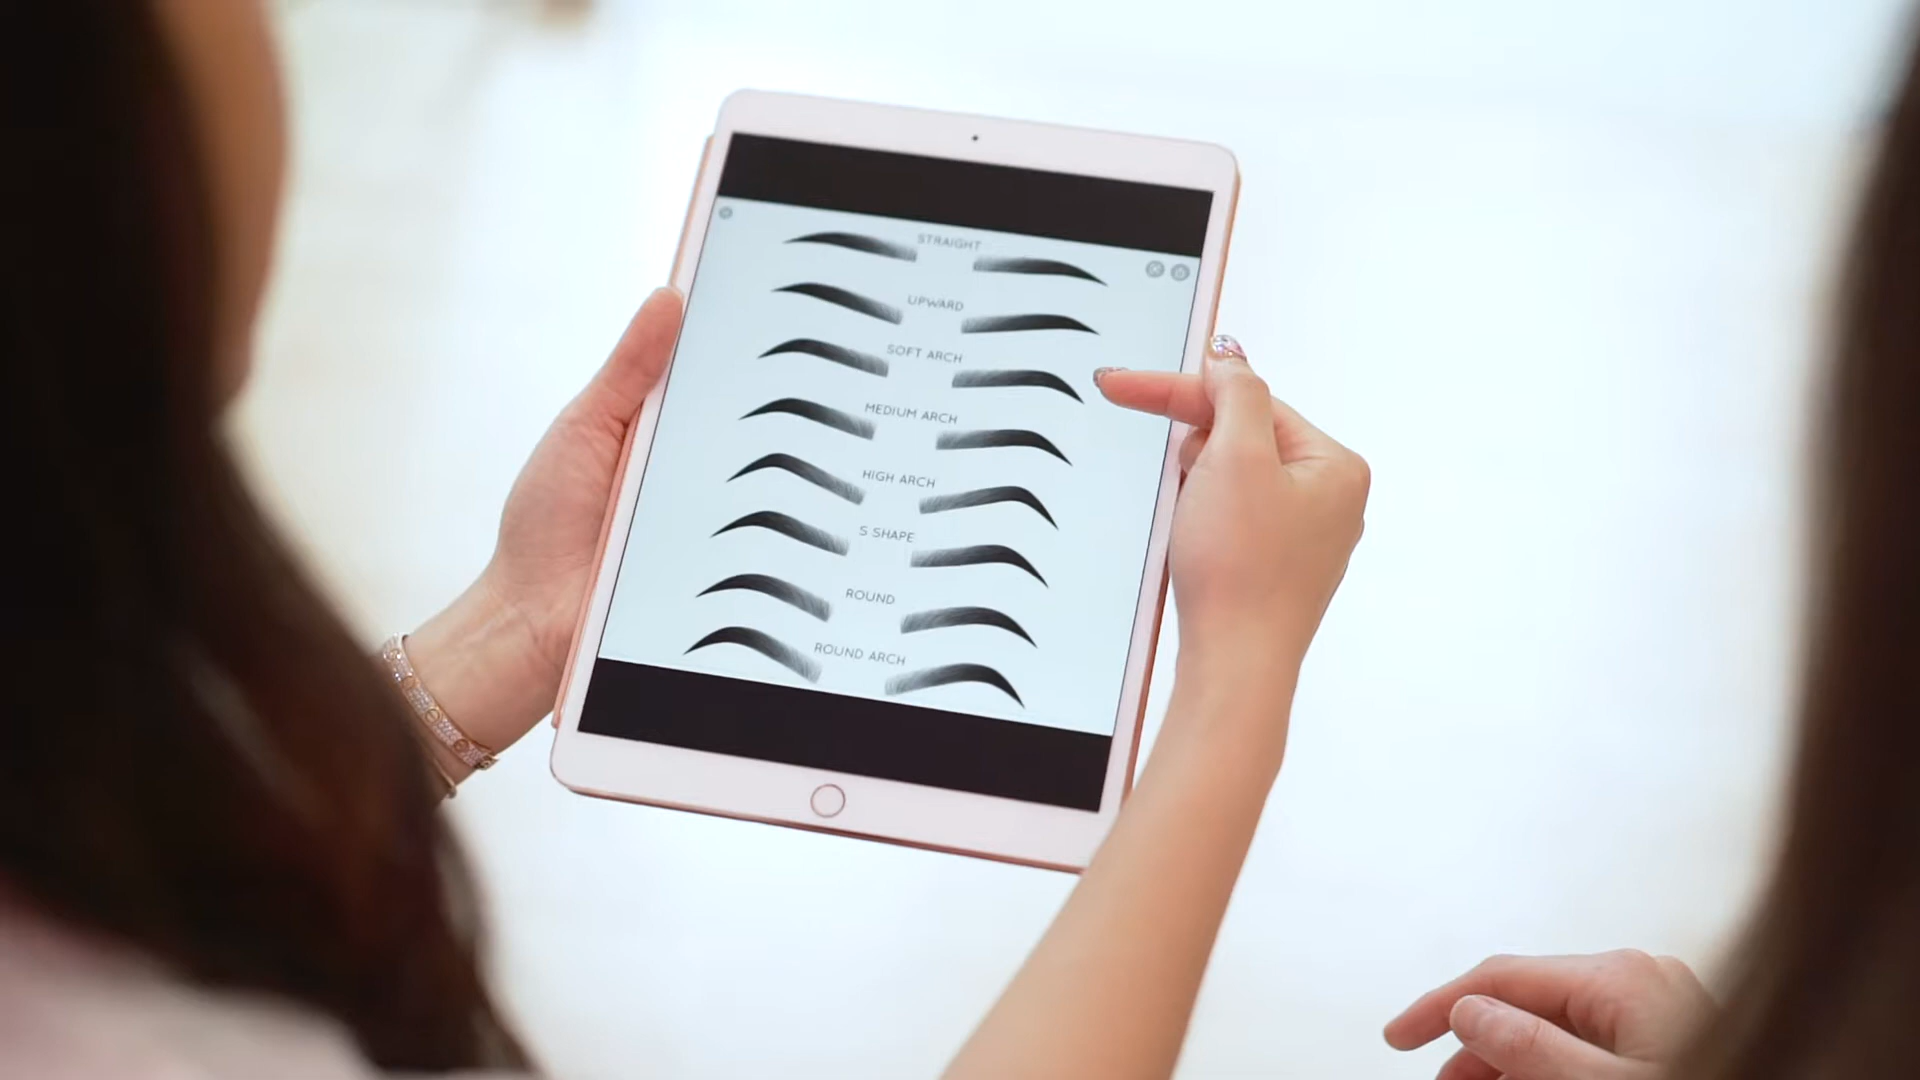 STRAIGHT
UPWARD
SOFT ARCH
MEDIUM ARCH
HIGH ARCH
S SHAPE
ROUND
ROUND ARCH